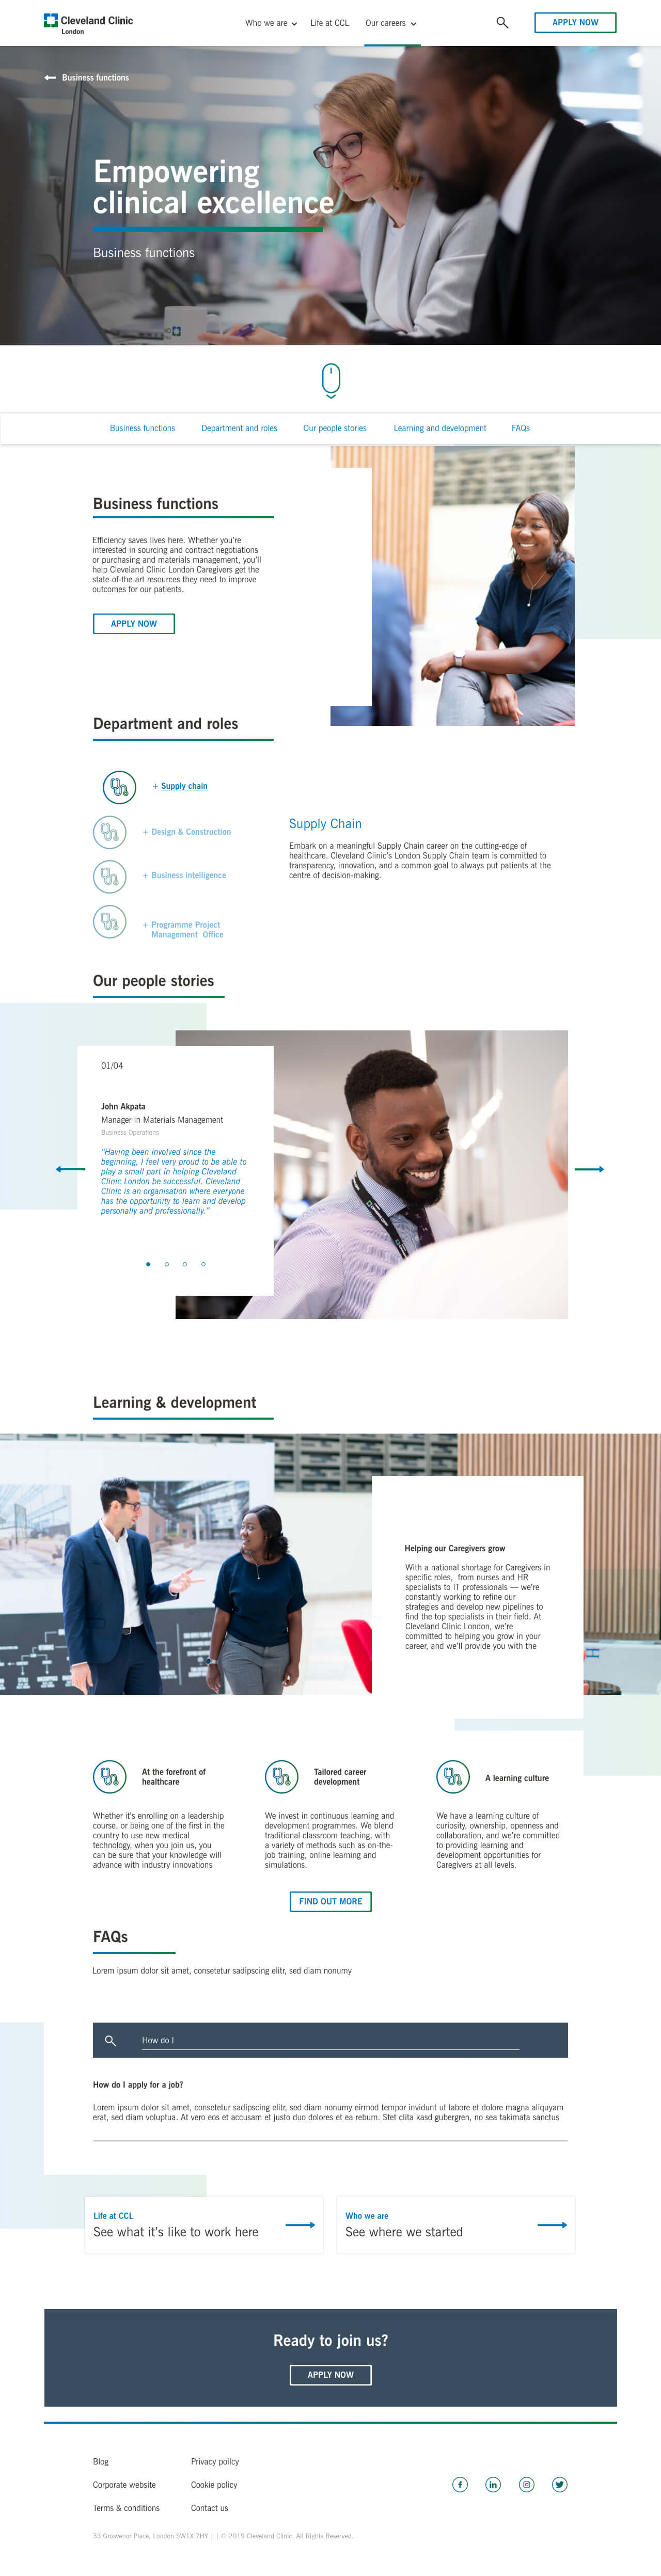 Cleveland Clinic
London
Who we are
Life at CCL
Our careers
APPLY NOW
Business functions
Empowering
clinical excellence
Business functions
Business functions
Department and roles
Our people stories
Learning and development
FAQs
Business functions
Efficiency saves lives here. Whether you're
interested in sourcing and contract negotiations
or purchasing and materials management, you'll
help Cleveland Clinic London Caregivers get the
state-of-the-art resources they need to improve
outcomes for our patients.
APPLY NOW
Department and roles
+ Supply chain
+ Design & Construction
+ Business intelligence
+ Programme Project
Management Office
Supply Chain
Embark on a meaningful Supply Chain career on the cutting-edge of
healthcare. Cleveland Clinic's London Supply Chain team is committed to
transparency, innovation, and a common goal to always put patients at the
centre of decision-making.
Our people stories
01/04
John Akpata
Manager in Materials Management
Business Operations
"Having been involved since the
beginning, I feel very proud to be able to
play a small part in helping Cleveland
Clinic London be successful. Cleveland
Clinic is an organisation where everyone
has the opportunity to learn and develop
personally and professionally."
Learning & development
Helping our Caregivers grow
With a national shortage for Caregivers in
specific roles, from nurses and HR
specialists to IT professionals — we're
constantly working to refine our
strategies and develop new pipelines to
find the top specialists in their field. At
Cleveland Clinic London, we're
committed to helping you grow in your
career, and we'll provide you with the
At the forefront of
healthcare
Whether it's enrolling on a leadership
course, or being one of the first in the
country to use new medical
technology, when you join us, you
can be sure that your knowledge will
advance with industry innovations
Tailored career
development
We invest in continuous learning and
development programmes. We blend
traditional classroom teaching, with
a variety of methods such as on-the-
job training, online learning and
simulations.
A learning culture
We have a learning culture of
curiosity, ownership, openness and
collaboration, and we're committed
to providing learning and
development opportunities for
Caregivers at all levels.
FIND OUT MORE
FAQs
Lorem ipsum dolor sit amet, consetetur sadipscing elitr, sed diam nonumy
How do I
How do I apply for a job?
Lorem ipsum dolor sit amet, consetetur sadipscing elitr, sed diam nonumy eirmod tempor invidunt ut labore et dolore magna aliquyam
erat, sed diam voluptua. At vero eos et accusam et justo duo dolores et ea rebum. Stet clita kasd gubergren, no sea takimata sanctus
Life at CCL
See what it's like to work here
Who we are
See where we started
Ready to join us?
APPLY NOW
Blog
Privacy poilcy
Corporate website
Cookie policy
Terms & conditions
Contact us
33 Grosvenor Place, London SW1X 7HY | | © 2019 Cleveland Clinic. All Rights Reserved.